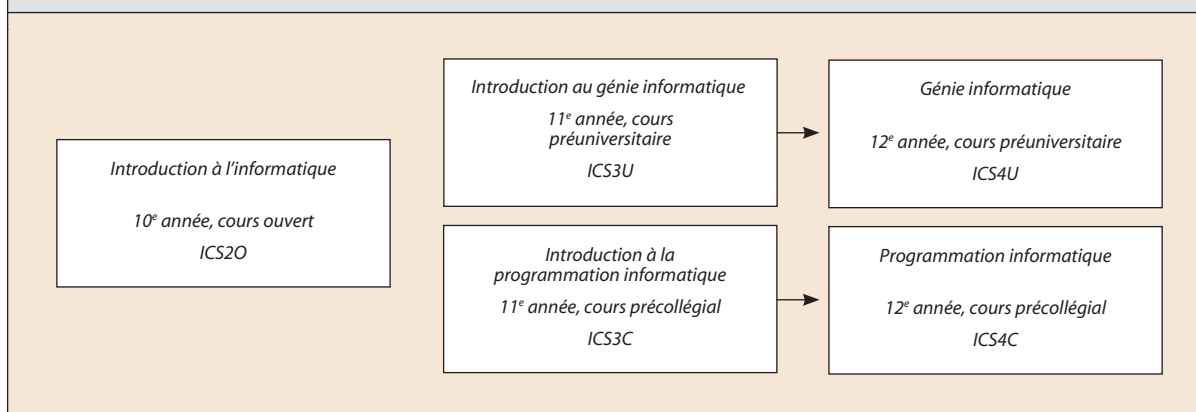 Introduction à l'informatique
10e année, cours ouvert
ICS2O
Introduction au génie informatique
11e année, cours
préuniversitaire
ICS3U
Génie informatique
12e année, cours préuniversitaire
ICS4U
Introduction à la
programmation informatique
11e année, cours précollégial
ICS3C
Programmation informatique
12e année, cours précollégial
ICS4C